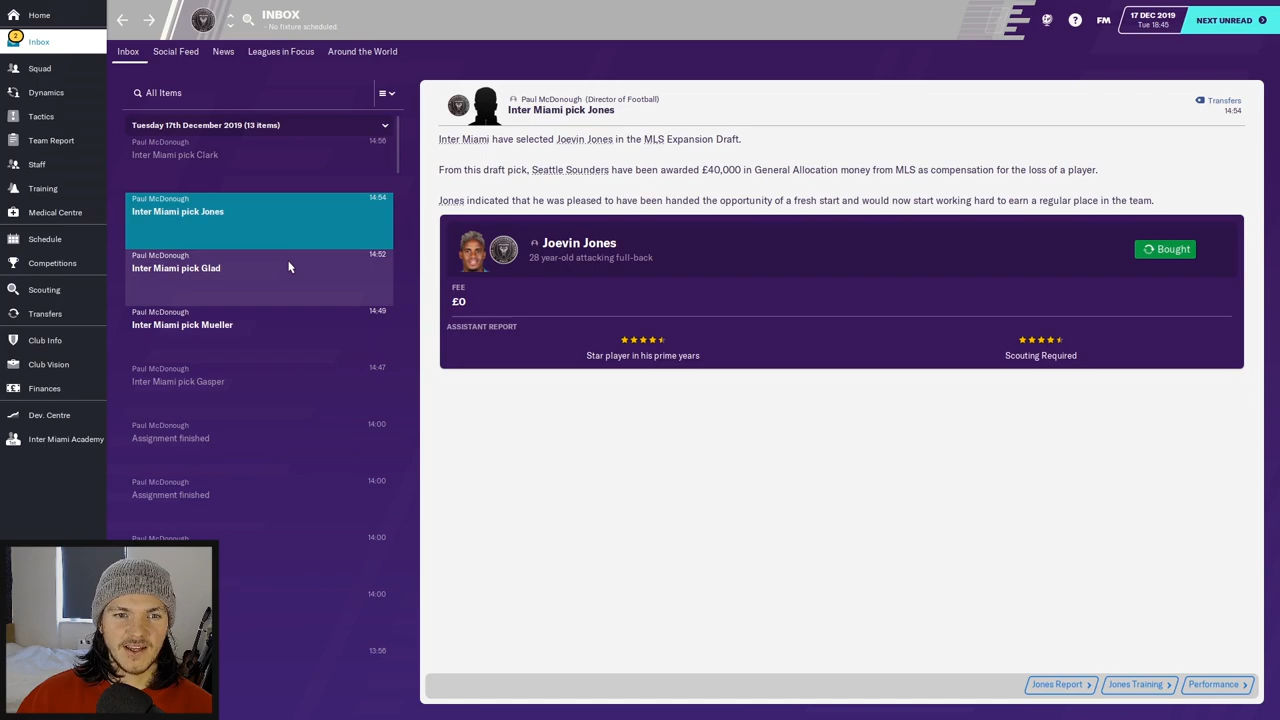 Home
2
Inbox
Squad
Dynamics
Tactics
Team Report
Staff
Training
Medical Centre
Schedule
Competitions
Scouting
Transfers
Club Info
Club Vision
Finances
Dev. Centre
Inter Miami Academy
INBOX
- No fixture scheduled
?
FM
17 DEC 2019
Tue 18:45
NEXT UNREAD
Inbox
Social Feed
News
Leagues in Focus
Around the World
All Items
Tuesday 17th December 2019 (13 items)
Paul McDonough
14:56
Inter Miami pick Clark
Paul McDonough
14:54
Inter Miami pick Jones
Paul McDonough
14:52
Inter Miami pick Glad
Paul McDonough
14:49
Inter Miami pick Mueller
Paul McDonough
14:47
Inter Miami pick Gasper
Paul McDonough
14:00
Assignment finished
Paul McDonough
14:00
Assignment finished
Paul McDonough
14:00
14:00
13:56
Paul McDonough (Director of Football)
Inter Miami pick Jones
Transfers
14:54
Inter Miami have selected Joevin Jones in the MLS Expansion Draft.
From this draft pick, Seattle Sounders have been awarded £40,000 in General Allocation money from MLS as compensation for the loss of a player.
Jones indicated that he was pleased to have been handed the opportunity of a fresh start and would now start working hard to earn a regular place in the team.
Joevin Jones
28 year-old attacking full-back
Bought
FEE
£0
ASSISTANT REPORT
Star player in his prime years
Scouting Required
Jones Report
Jones Training
Performance